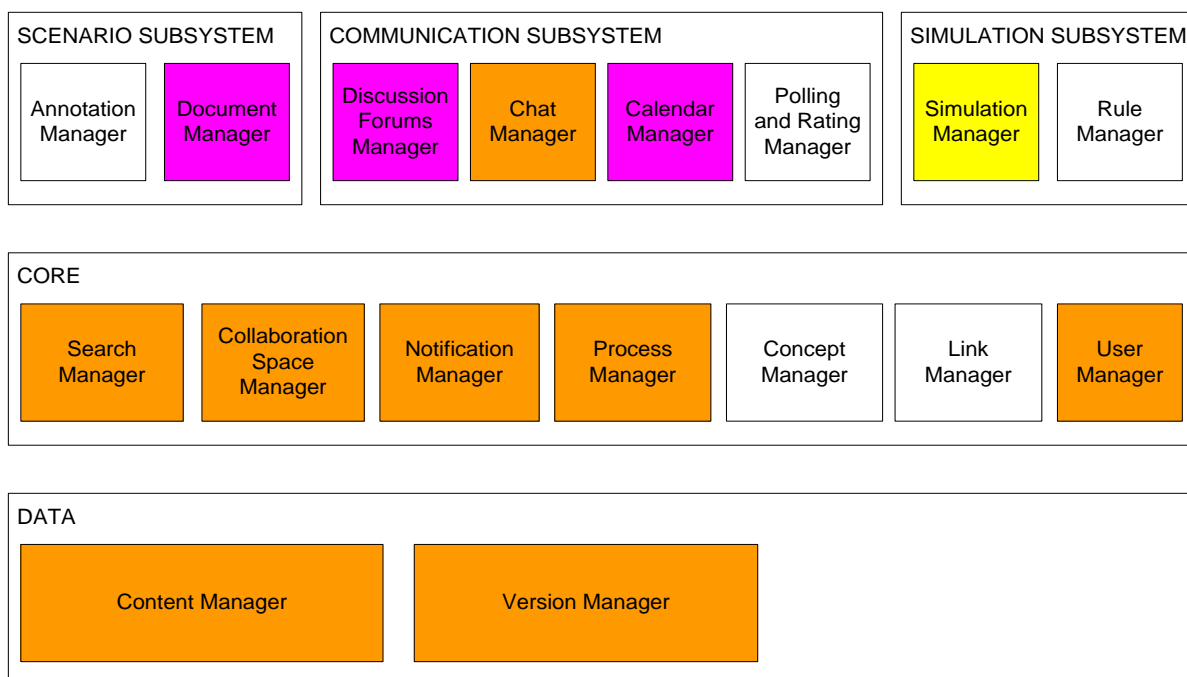 SCENARIO SUBSYSTEM
Annotation
Manager
Document
Manager
COMMUNICATION SUBSYSTEM
Discussion
Forums
Manager
Chat
Manager
Calendar
Manager
Polling
and Rating
Manager
SIMULATION SUBSYSTEM
Simulation
Manager
Rule
Manager
CORE
Search
Manager
Collaboration
Space
Manager
Notification
Manager
Process
Manager
Concept
Manager
Link
Manager
User
Manager
DATA
Content Manager
Version Manager